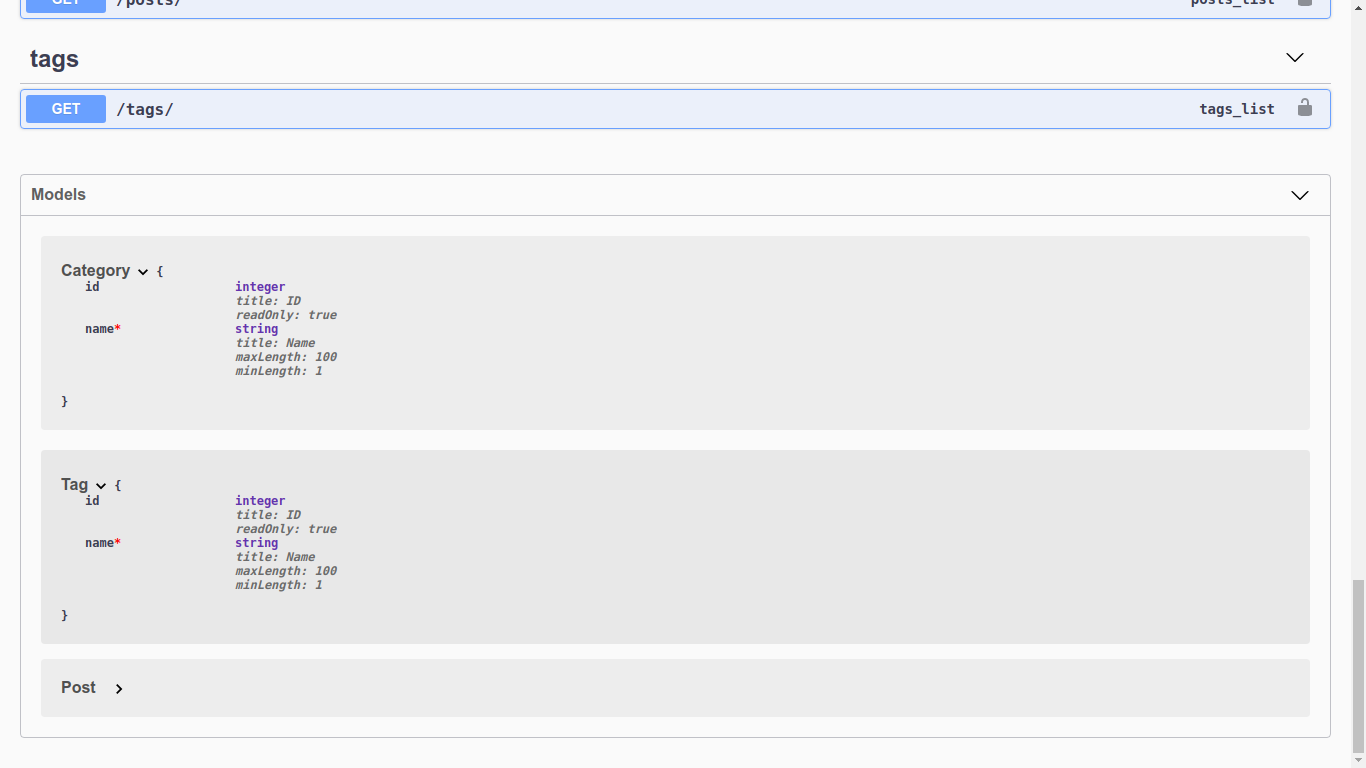 GET /posts/ posts_list
tags
GET /tags/ tags_list
Models
Category {
id integer
title: ID
readOnly: true
name* string
title: Name
maxLength: 100
minLength: 1
}
Tag {
id integer
title: ID
readOnly: true
name* string
title: Name
maxLength: 100
minLength: 1
}
Post